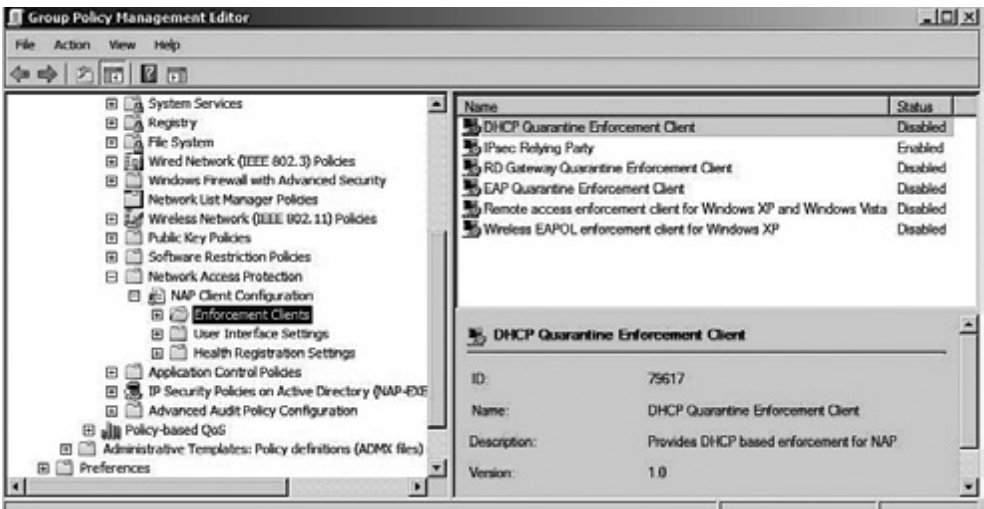 Group Policy Management Editor
File Action View Help
System Services
Registry
File System
Wired Network (IEEE 802.3) Policies
Windows Firewall with Advanced Security
Network List Manager Policies
Wireless Network (IEEE 802.11) Policies
Public Key Policies
Software Restriction Policies
Network Access Protection
NAP Client Configuration
Enforcement Clients
User Interface Settings
Health Registration Settings
Application Control Policies
IP Security Policies on Active Directory (NAP-EXE
Advanced Audit Policy Configuration
Policy-based QoS
Administrative Templates: Policy definitions (ADMX files)
Preferences
Name Status
DHCP Quarantine Enforcement Client Disabled
IPsec Relying Party Enabled
RD Gateway Quarantine Enforcement Client Disabled
EAP Quarantine Enforcement Client Disabled
Remote access enforcement client for Windows XP and Windows Vista Disabled
Wireless EAPOL enforcement client for Windows XP Disabled
DHCP Quarantine Enforcement Client
ID: 79617
Name: DHCP Quarantine Enforcement Client
Description: Provides DHCP based enforcement for NAP
Version: 1.0